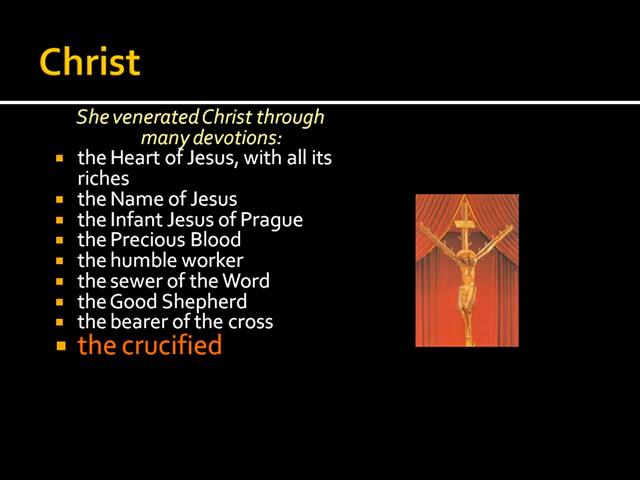 Christ
She venerated Christ through
many devotions:
the Heart of Jesus, with all its
riches
the Name of Jesus
the Infant Jesus of Prague
the Precious Blood
the humble worker
the sewer of the Word
the Good Shepherd
the bearer of the cross
the crucified